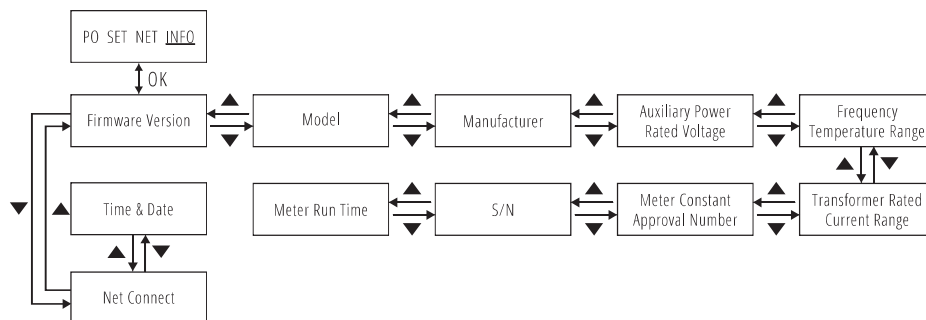 PO SET NET INFO
OK
Firmware Version
Model
Manufacturer
Auxiliary Power
Rated Voltage
Frequency
Temperature Range
Time & Date
Meter Run Time
S/N
Meter Constant
Approval Number
Transformer Rated
Current Range
Net Connect